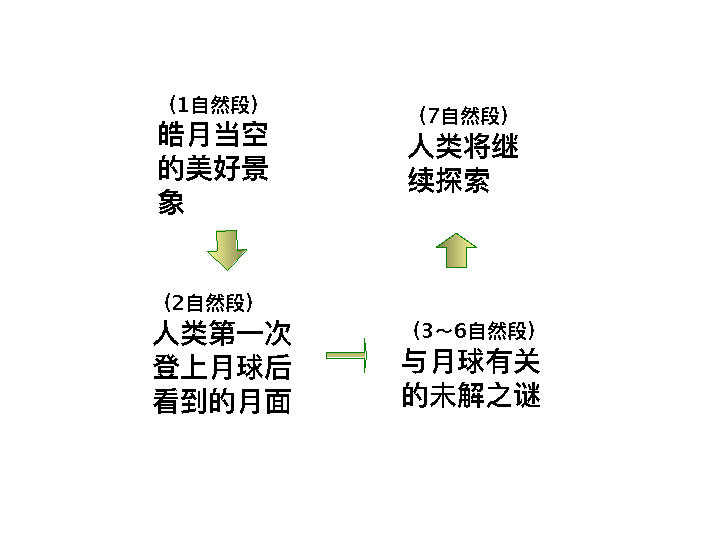 （1自然段）
皓月当空
的美好景
象
（2自然段）
人类第一次
登上月球后
看到的月面
（3～6自然段）
与月球有关
的未解之谜
（7自然段）
人类将继
续探索